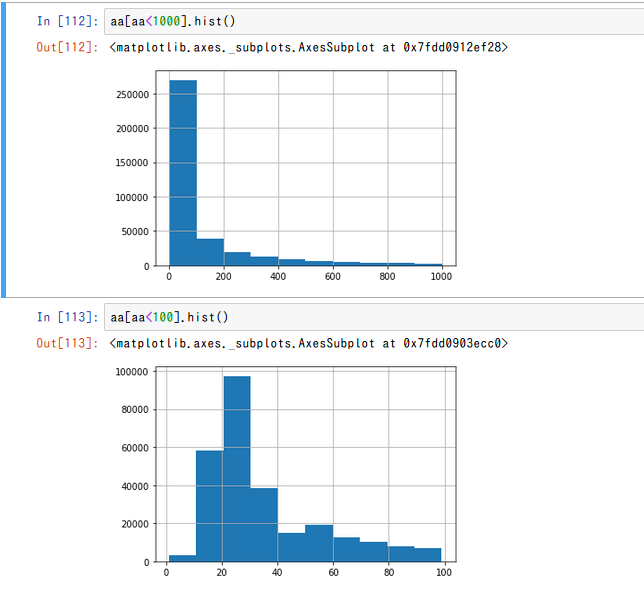 In [112]: aa[aa<1000].hist()
Out[112]: <matplotlib.axes._subplots.AxesSubplot at 0x7fdd0912ef28>
250000
200000
150000
100000
50000
0
0 200 400 600 800 1000
In [113]: aa[aa<100].hist()
Out[113]: <matplotlib.axes._subplots.AxesSubplot at 0x7fdd0903ecc0>
100000
80000
60000
40000
20000
0
0 20 40 60 80 100